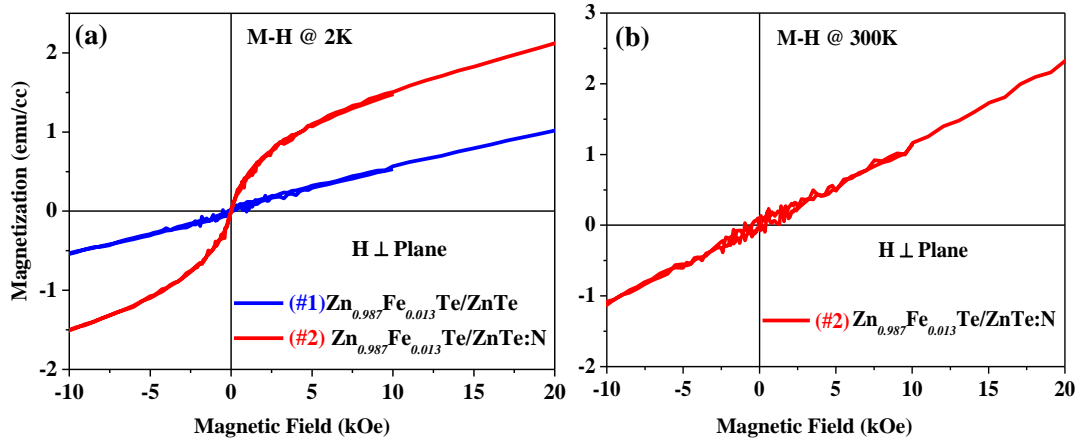 (a)
M-H @ 2K
Magnetization (emu/cc)
2
1
0
-1
-2
H ⊥ Plane
(#1)Zn0.987Fe0.013Te/ZnTe
(#2) Zn0.987Fe0.013Te/ZnTe:N
-10 -5 0 5 10 15 20
Magnetic Field (kOe)
(b)
M-H @ 300K
3
2
1
0
-1
-2
H ⊥ Plane
(#2) Zn0.987Fe0.013Te/ZnTe:N
-10 -5 0 5 10 15 20
Magnetic Field (kOe)